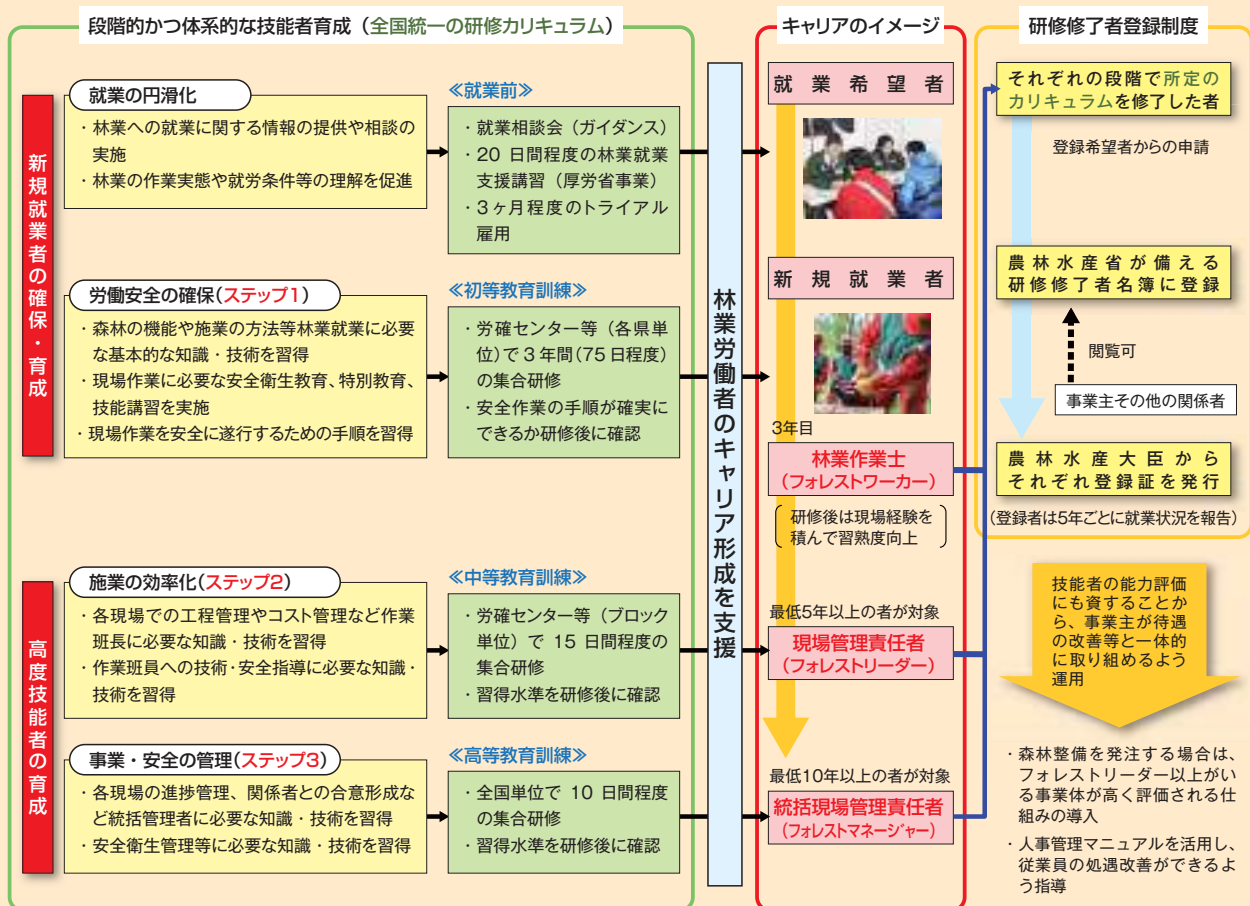 段階的かつ体系的な技能者育成（全国統一の研修カリキュラム）
新規就業者の確保・育成
就業の円滑化
・林業への就業に関する情報の提供や相談の
実施
・林業の作業実態や就労条件等の理解を促進
≪就業前≫
・就業相談会（ガイダンス）
・20 日間程度の林業就業
支援講習（厚労省事業）
・3ヶ月程度のトライアル
雇用
労働安全の確保(ステップ1)
・森林の機能や施業の方法等林業就業に必要
な基本的な知識・技術を習得
・現場作業に必要な安全衛生教育、特別教育、
技能講習を実施
・現場作業を安全に遂行するための手順を習得
≪初等教育訓練≫
・労確センター等（各県単
位）で3年間（75日程度）
の集合研修
・安全作業の手順が確実に
できるか研修後に確認
高度技能者の育成
施業の効率化(ステップ2)
・各現場での工程管理やコスト管理など作業
班長に必要な知識・技術を習得
・作業班員への技術・安全指導に必要な知識・
技術を習得
≪中等教育訓練≫
・労確センター等（ブロック
単位）で 15 日間程度の
集合研修
・習得水準を研修後に確認
事業・安全の管理(ステップ3)
・各現場の進捗管理、関係者との合意形成な
ど統括管理者に必要な知識・技術を習得
・安全衛生管理等に必要な知識・技術を習得
≪高等教育訓練≫
・全国単位で 10 日間程度
の集合研修
・習得水準を研修後に確認
林業労働者のキャリア形成を支援
キャリアのイメージ
就業希望者
新規就業者
3年目
林業作業士
（フォレストワーカー）
研修後は現場経験を
積んで習熟度向上
最低5年以上の者が対象
現場管理責任者
（フォレストリーダー）
最低10年以上の者が対象
統括現場管理責任者
（フォレストマネージャー）
研修修了者登録制度
それぞれの段階で所定の
カリキュラムを修了した者
登録希望者からの申請
農林水産省が備える
研修修了者名簿に登録
閲覧可
事業主その他の関係者
農林水産大臣から
それぞれ登録証を発行
（登録者は5年ごとに就業状況を報告）
技能者の能力評価
にも資することか
ら、事業主が待遇
の改善等と一体的
に取り組めるよう
運用
・森林整備を発注する場合は、
フォレストリーダー以上がい
る事業体が高く評価される仕
組みの導入
・人事管理マニュアルを活用し、
従業員の処遇改善ができるよ
う指導